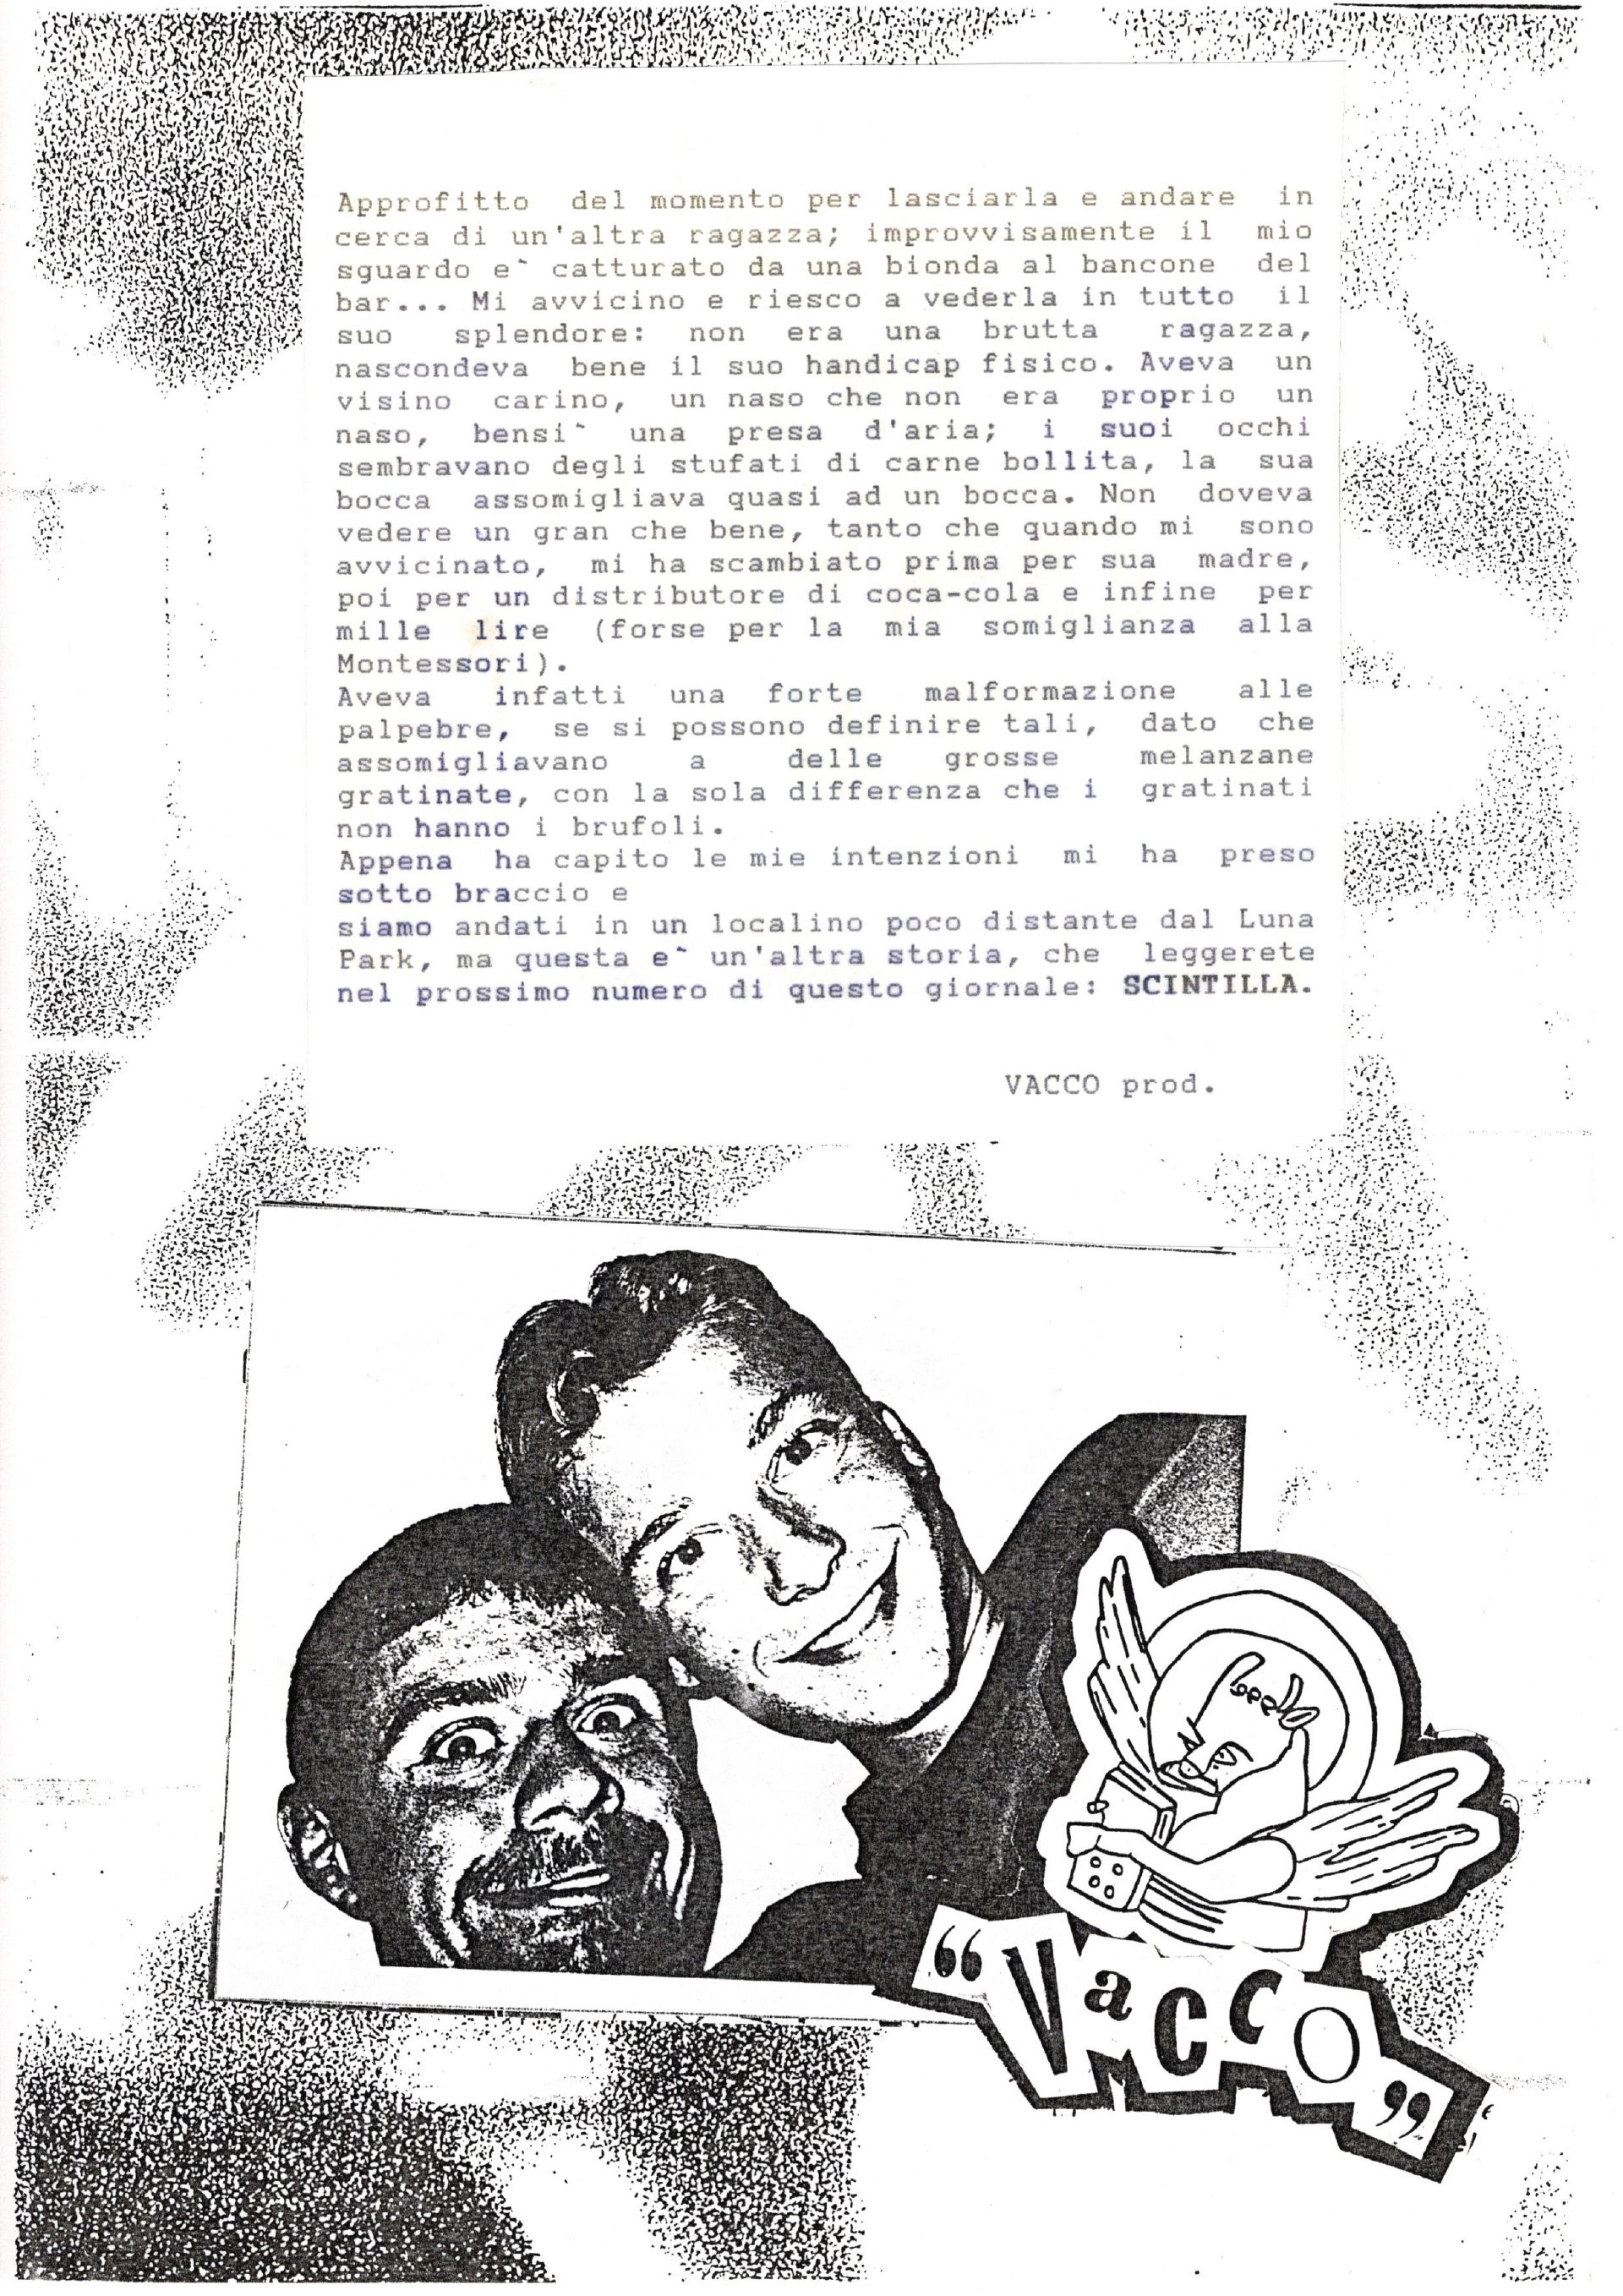 Approfitto del momento per lasciarla e andare in
cerca di un'altra ragazza; improvvisamente il mio
sguardo e` catturato da una bionda al bancone del
bar... Mi avvicino e riesco a vederla in tutto il
suo splendore: non era una brutta ragazza,
nascondeva bene il suo handicap fisico. Aveva un
visino carino, un naso che non era proprio un
naso, bensi` una presa d'aria; i suoi occhi
sembravano degli stufati di carne bollita, la sua
bocca assomigliava quasi ad un bocca. Non doveva
vedere un gran che bene, tanto che quando mi sono
avvicinato, mi ha scambiato prima per sua madre,
poi per un distributore di coca-cola e infine per
mille lire (forse per la mia somiglianza alla
Montessori).
Aveva infatti una forte malformazione alle
palpebre, se si possono definire tali, dato che
assomigliavano a delle grosse melanzane
gratinate, con la sola differenza che i gratinati
non hanno i brufoli.
Appena ha capito le mie intenzioni mi ha preso
sotto braccio e
siamo andati in un localino poco distante dal Luna
Park, ma questa e` un'altra storia, che leggerete
nel prossimo numero di questo giornale: SCINTILLA.
VACCO prod.
“Vacco”